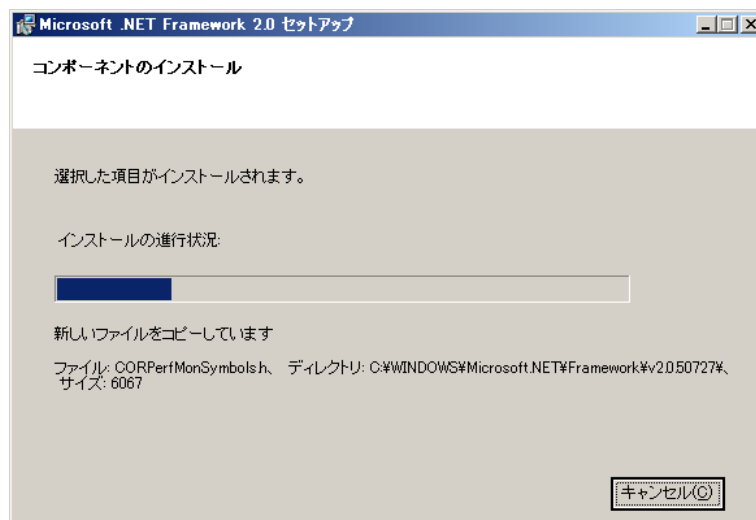 Microsoft .NET Framework 2.0 セットアップ
コンポーネントのインストール
選択した項目がインストールされます。
インストールの進行状況:
新しいファイルをコピーしています
ファイル: CORPerfMonSymbols.h、 ディレクトリ: C:¥WINDOWS¥Microsoft.NET¥Framework¥v2.0.50727¥、
サイズ: 6067
キャンセル(C)